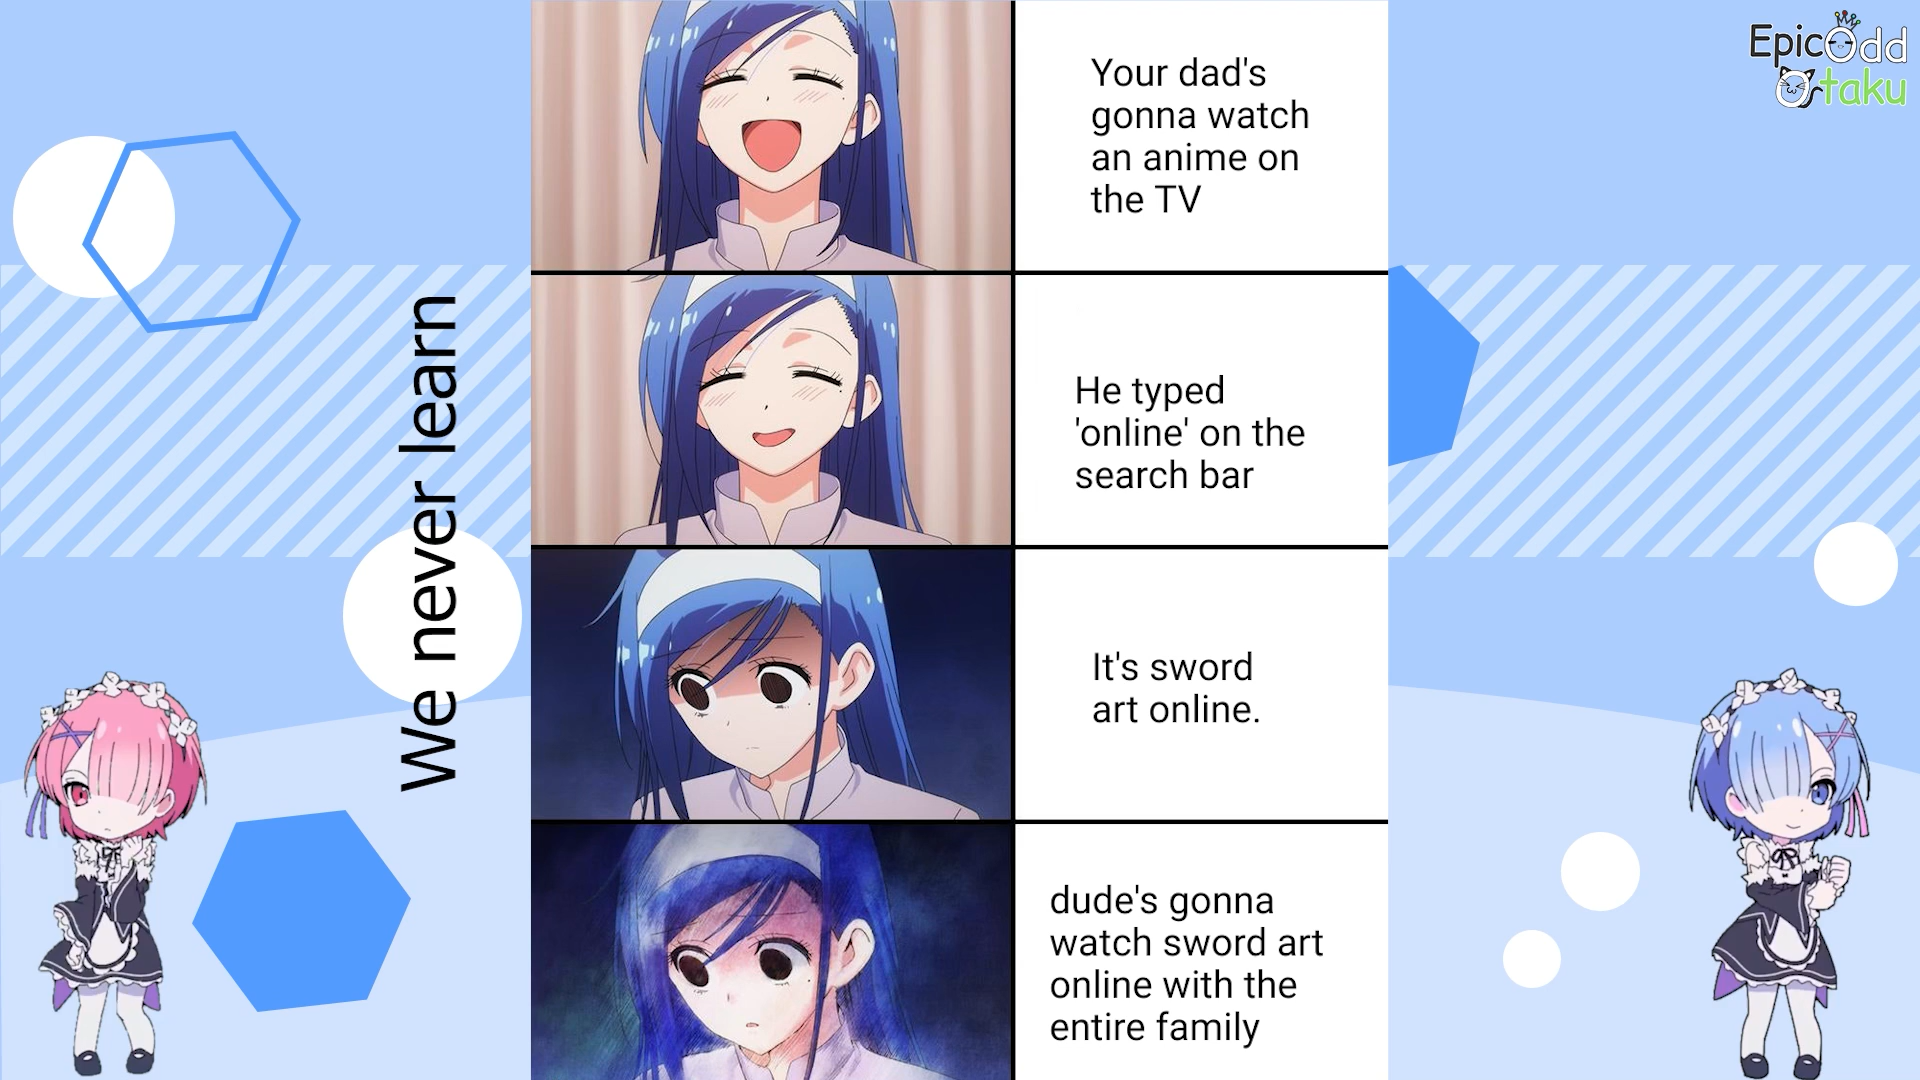 We never learn
Your dad's
gonna watch
an anime on
the TV
He typed
'online' on the
search bar
It's sword
art online.
dude's gonna
watch sword art
online with the
entire family
EpicOdd
Otaku